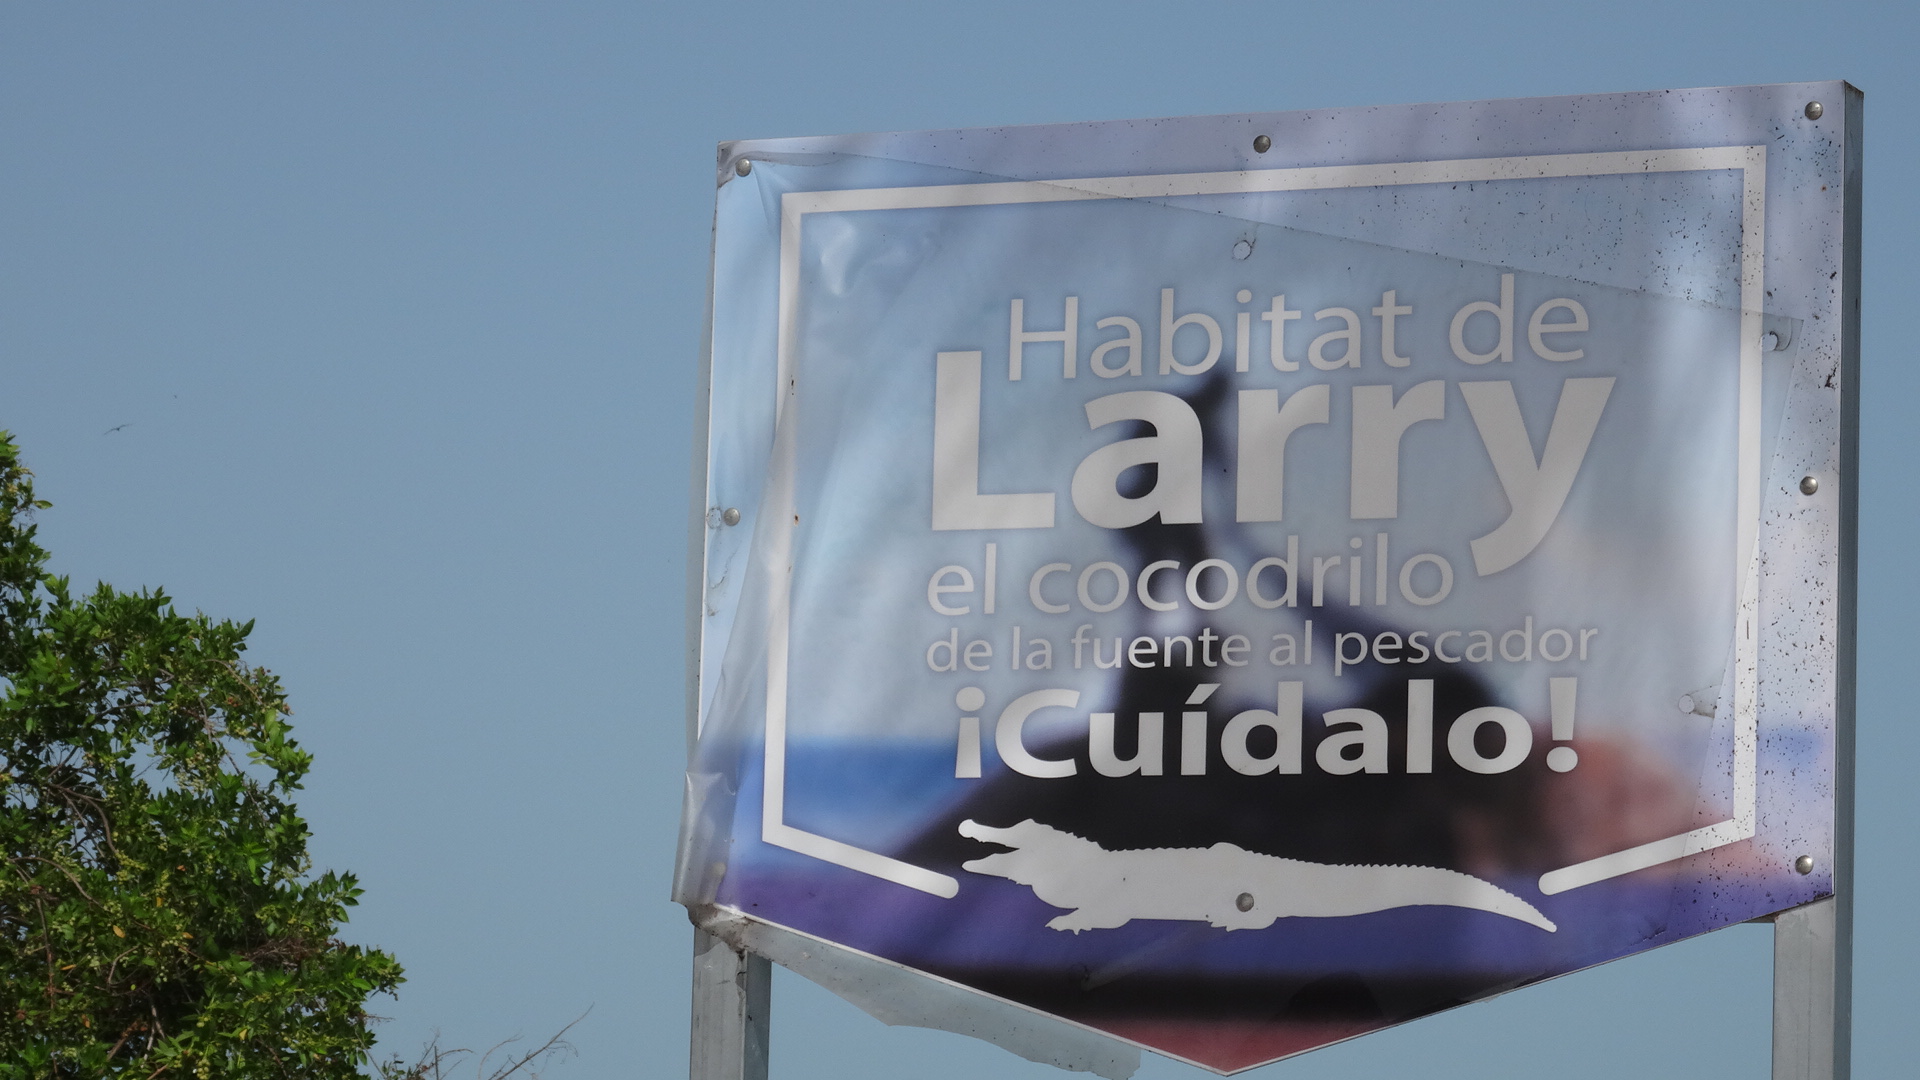 Habitat de
Larry
el cocodrilo
de la fuente al pescador
¡Cuídalo!